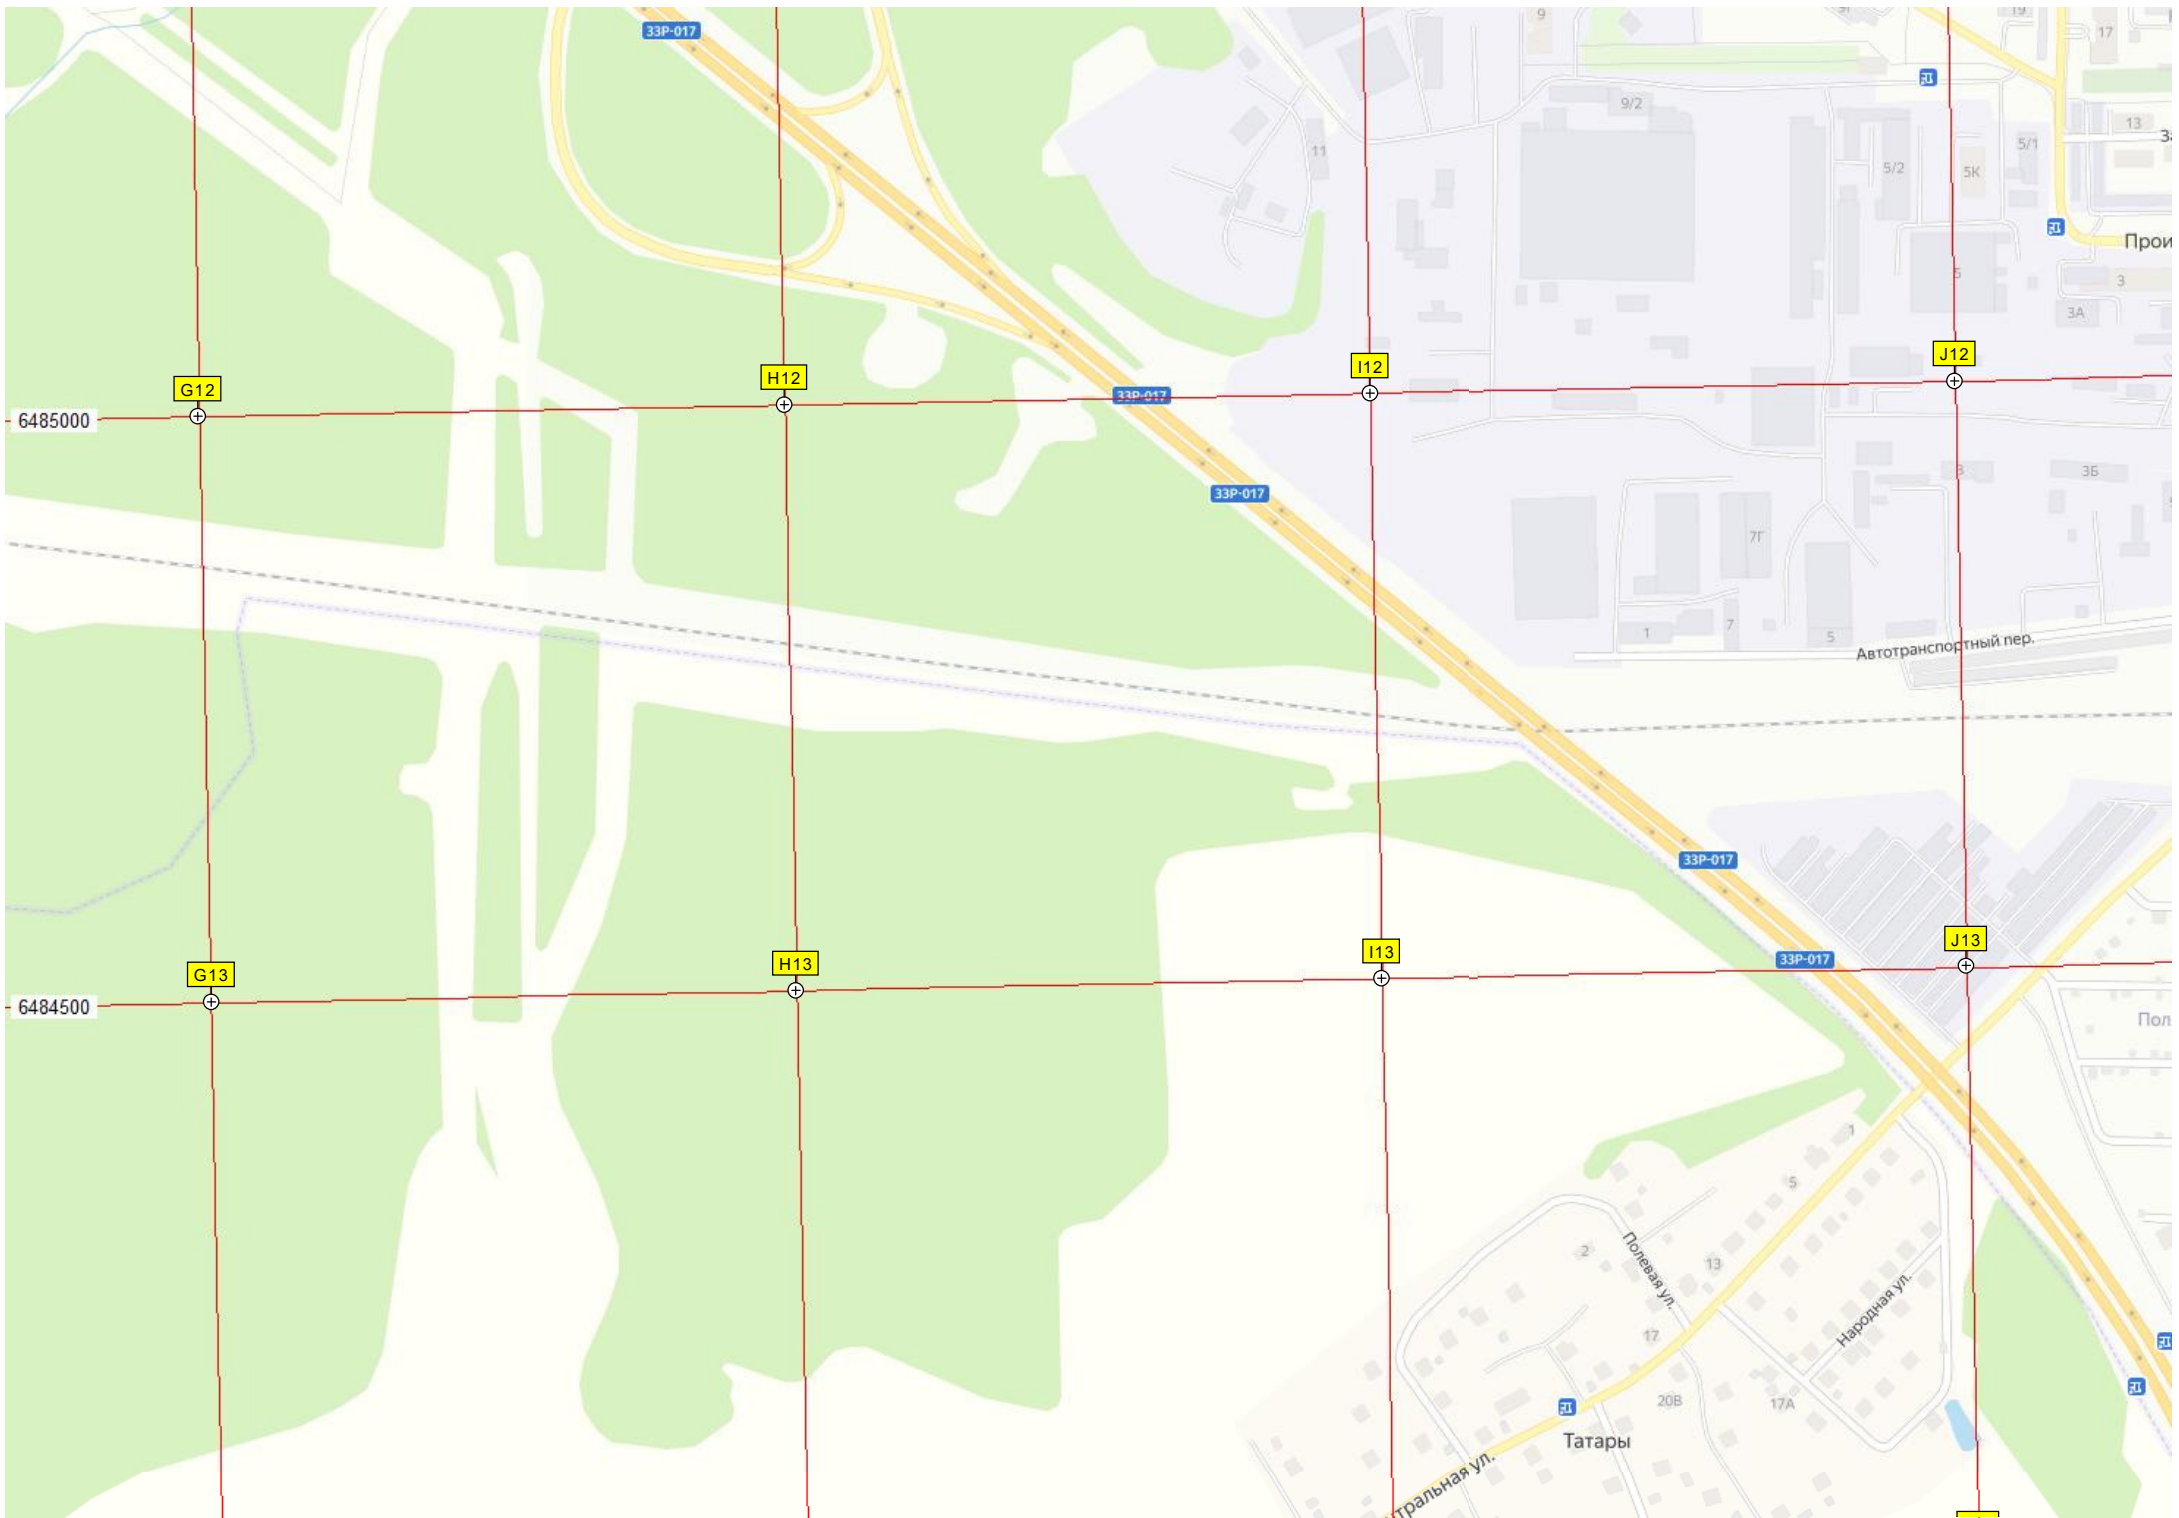 33Р-017
9
19
17
9/2
13
11
5/1
5/2
5К
Прои
5
3
3А
G12
H12
I12
J12
33Р-017
6485000
3
3Б
33Р-017
7Г
1
7
5
Автотранспортный пер.
33Р-017
G13
H13
I13
J13
33Р-017
6484500
Пол
1
5
2
Полевая ул.
13
Народная ул.
17
20В
17А
Татары
тральная ул.